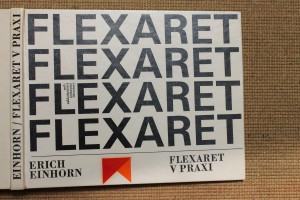 EINHORN / FLEXARET V PRAXI
FLEXARET
FLEXARET
FLEXARET
FLEXARET
ERICH
EINHORN
FLEXARET
V PRAXI